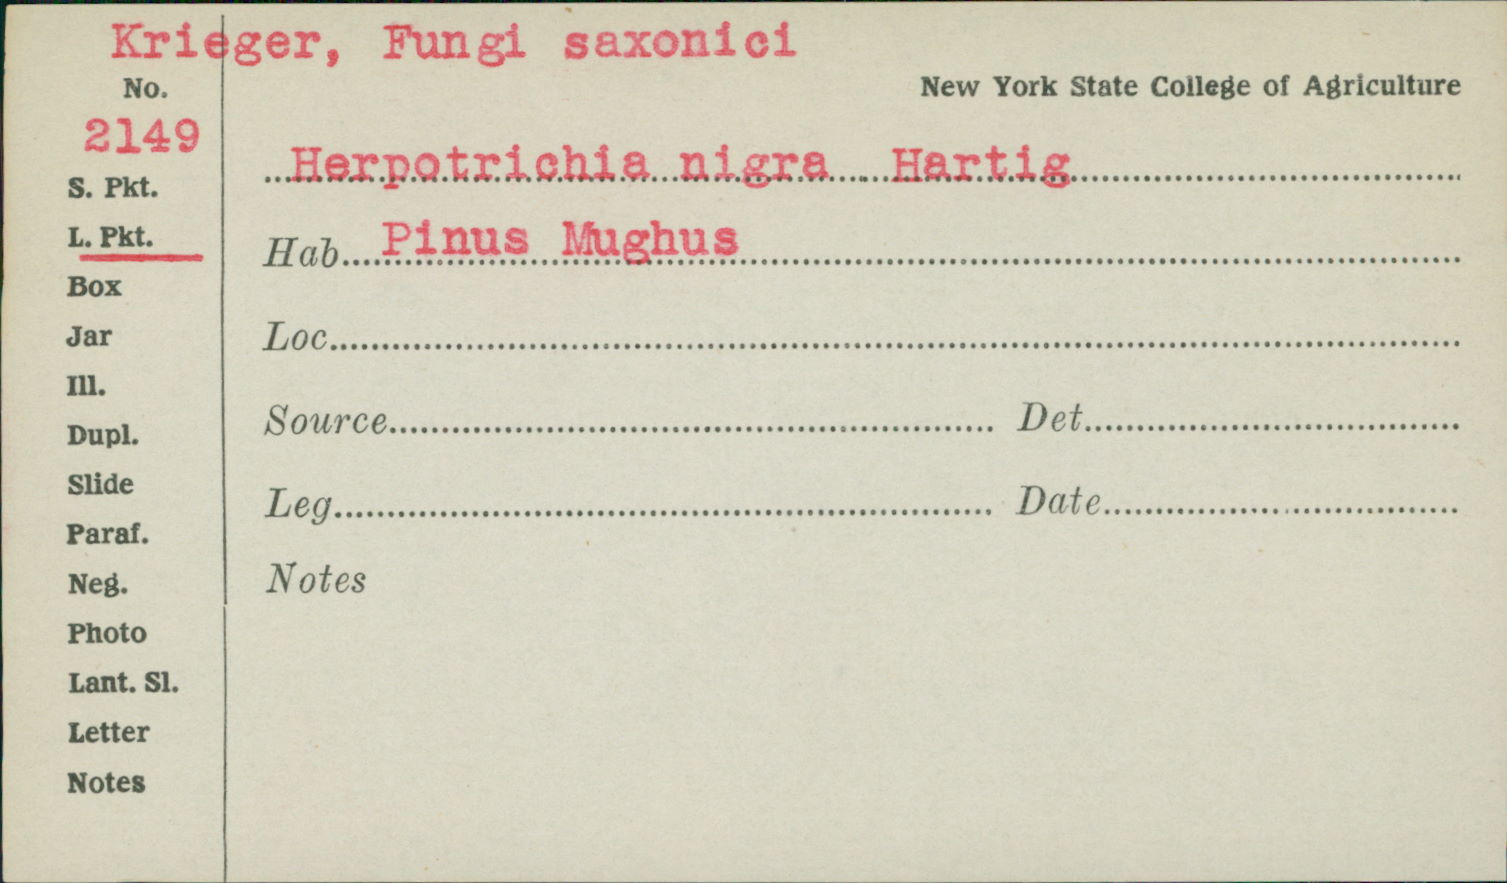 Krieger, Fungi saxonici
No.
New York State College of Agriculture
2149
Herpotrichia nigra Hartig
S. Pkt.
L. Pkt.
Hab. Pinus Mughus
Box
Jar
Loc.
Ill.
Dupl.
Source Det.
Slide
Leg. Date
Paraf.
Neg.
Notes
Photo
Lant. Sl.
Letter
Notes